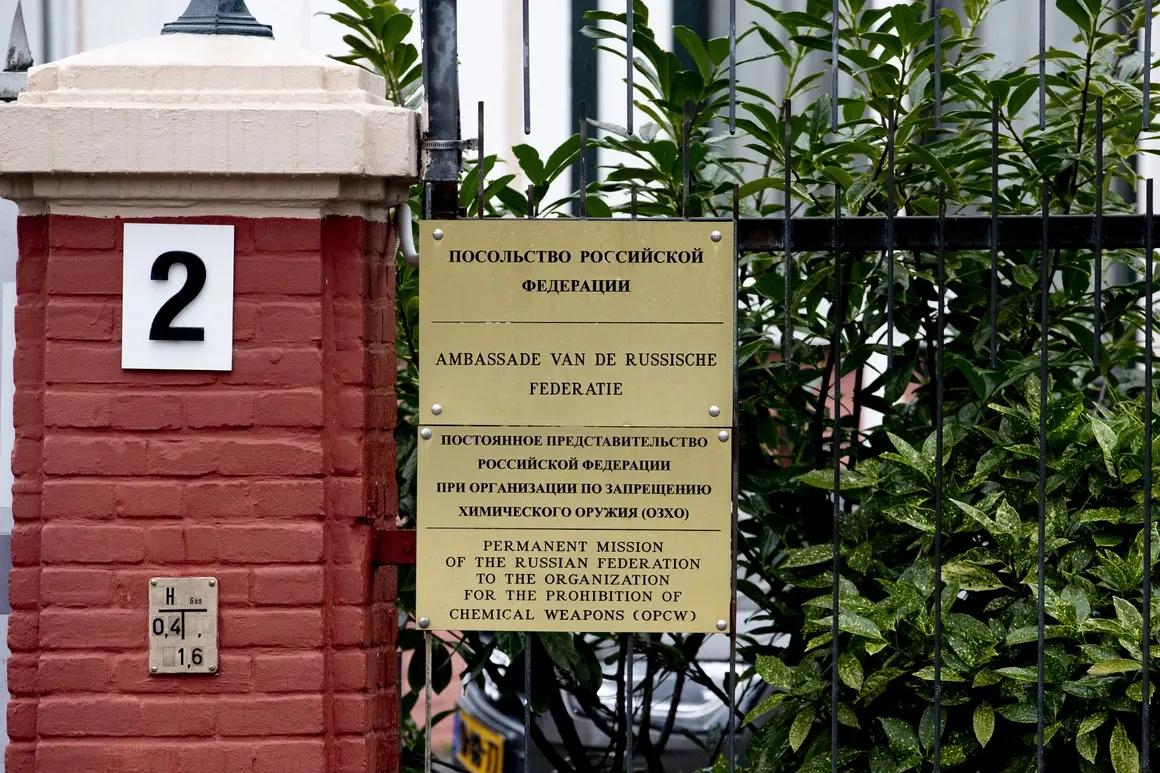 2
ПОСОЛЬСТВО РОССИЙСКОЙ
ФЕДЕРАЦИИ
AMBASSADE VAN DE RUSSISCHE
FEDERATIE
ПОСТОЯННОЕ ПРЕДСТАВИТЕЛЬСТВО
РОССИЙСКОЙ ФЕДЕРАЦИИ
ПРИ ОРГАНИЗАЦИИ ПО ЗАПРЕЩЕНИЮ
ХИМИЧЕСКОГО ОРУЖИЯ (ОЗХО)
PERMANENT MISSION
OF THE RUSSIAN FEDERATION
TO THE ORGANIZATION
FOR THE PROHIBITION OF
CHEMICAL WEAPONS (OPCW)
H Gas
0,4 ,
1,6